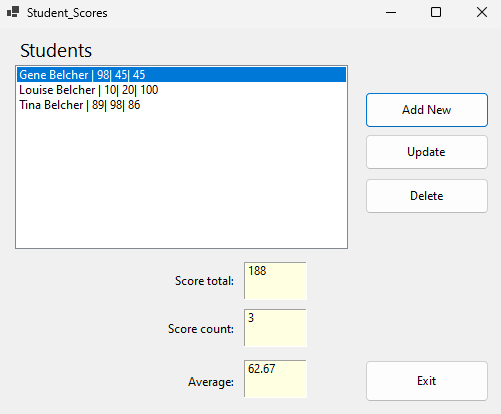 Student_Scores
Students
Gene Belcher | 98| 45| 45
Louise Belcher | 10| 20| 100
Tina Belcher | 89| 98| 86
Add New
Update
Delete
Score total: 188
Score count: 3
Average: 62.67
Exit